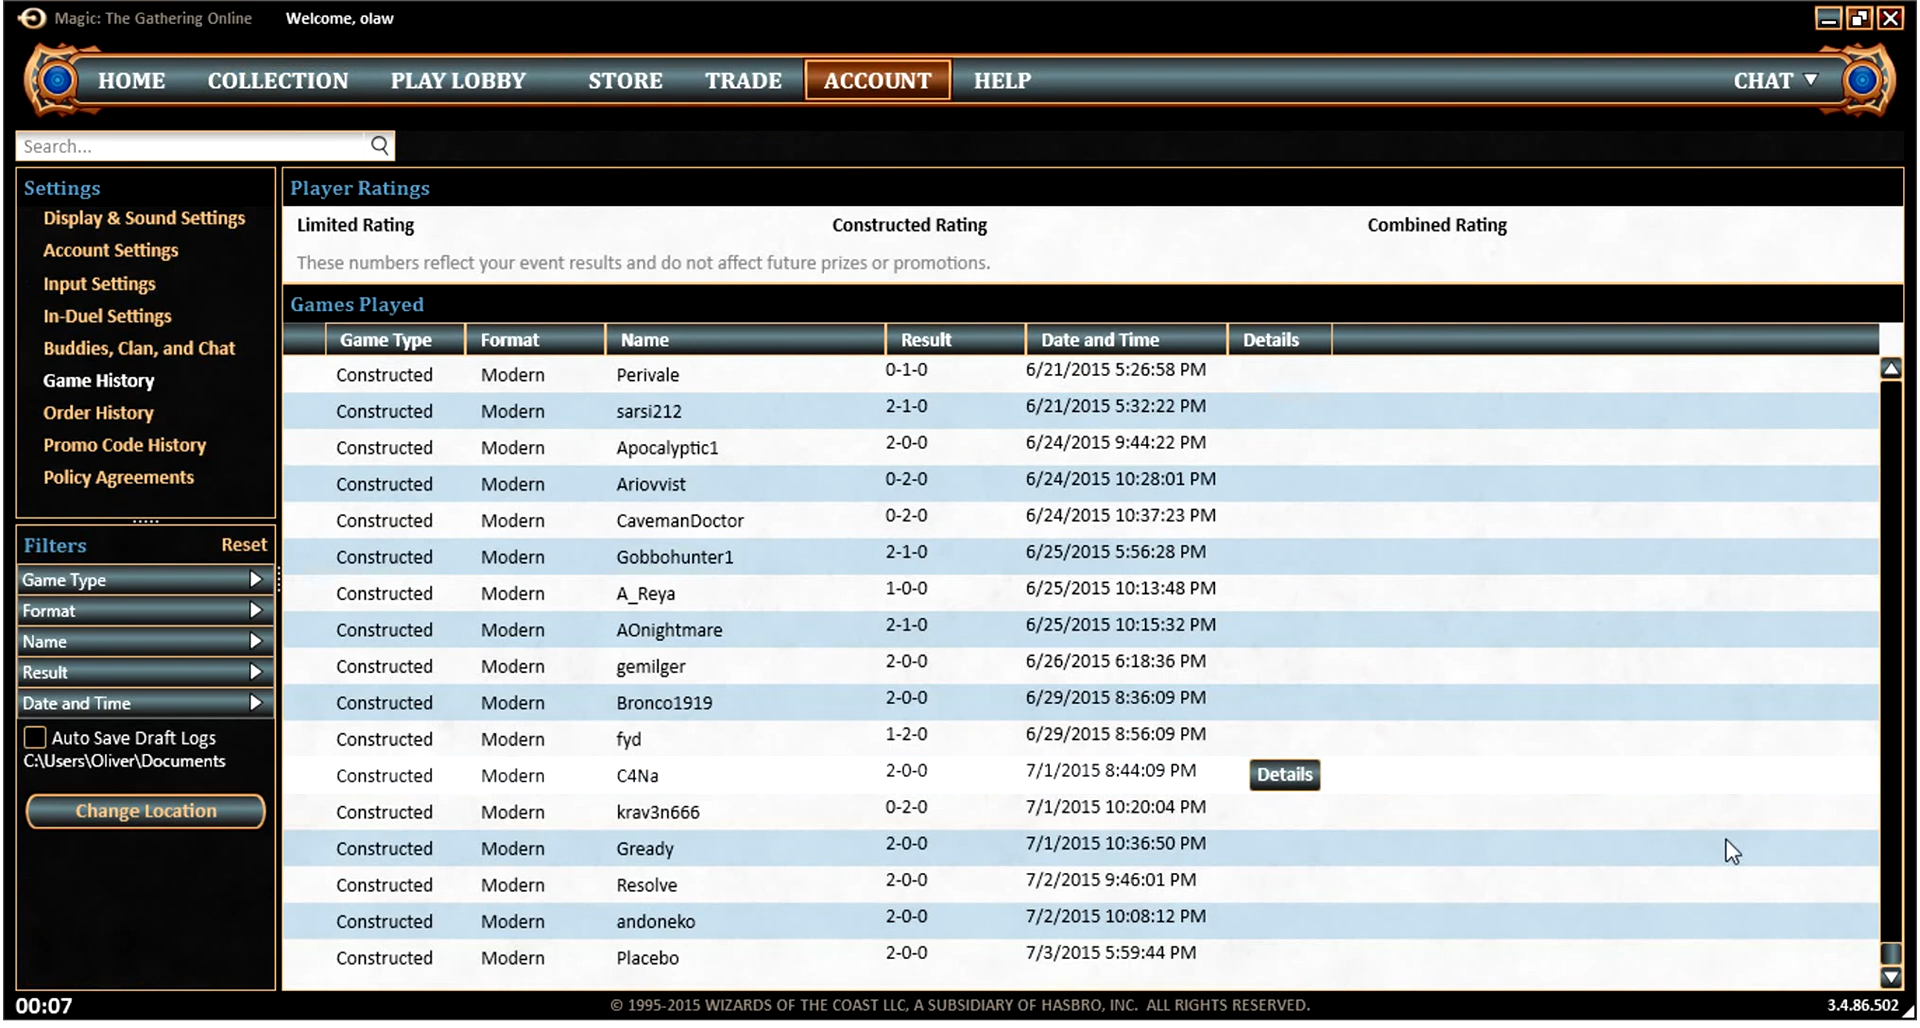 Magic: The Gathering Online Welcome, olaw
HOME COLLECTION PLAY LOBBY STORE TRADE ACCOUNT HELP CHAT
Search...
Settings
Display & Sound Settings
Account Settings
Input Settings
In-Duel Settings
Buddies, Clan, and Chat
Game History
Order History
Promo Code History
Policy Agreements
Filters Reset
Game Type
Format
Name
Result
Date and Time
Auto Save Draft Logs
C:\Users\Oliver\Documents
Change Location
Player Ratings
Limited Rating Constructed Rating Combined Rating
These numbers reflect your event results and do not affect future prizes or promotions.
Games Played
Game Type Format Name Result Date and Time Details
Constructed Modern Perivale 0-1-0 6/21/2015 5:26:58 PM
Constructed Modern sarsi212 2-1-0 6/21/2015 5:32:22 PM
Constructed Modern Apocalyptic1 2-0-0 6/24/2015 9:44:22 PM
Constructed Modern Ariovvist 0-2-0 6/24/2015 10:28:01 PM
Constructed Modern CavemanDoctor 0-2-0 6/24/2015 10:37:23 PM
Constructed Modern Gobbohunter1 2-1-0 6/25/2015 5:56:28 PM
Constructed Modern A_Reya 1-0-0 6/25/2015 10:13:48 PM
Constructed Modern AOnightmare 2-1-0 6/25/2015 10:15:32 PM
Constructed Modern gemilger 2-0-0 6/26/2015 6:18:36 PM
Constructed Modern Bronco1919 2-0-0 6/29/2015 8:36:09 PM
Constructed Modern fyd 1-2-0 6/29/2015 8:56:09 PM
Constructed Modern C4Na 2-0-0 7/1/2015 8:44:09 PM Details
Constructed Modern krav3n666 0-2-0 7/1/2015 10:20:04 PM
Constructed Modern Gready 2-0-0 7/1/2015 10:36:50 PM
Constructed Modern Resolve 2-0-0 7/2/2015 9:46:01 PM
Constructed Modern andoneko 2-0-0 7/2/2015 10:08:12 PM
Constructed Modern Placebo 2-0-0 7/3/2015 5:59:44 PM
00:07 © 1995-2015 WIZARDS OF THE COAST LLC, A SUBSIDIARY OF HASBRO, INC. ALL RIGHTS RESERVED. 3.4.86.502